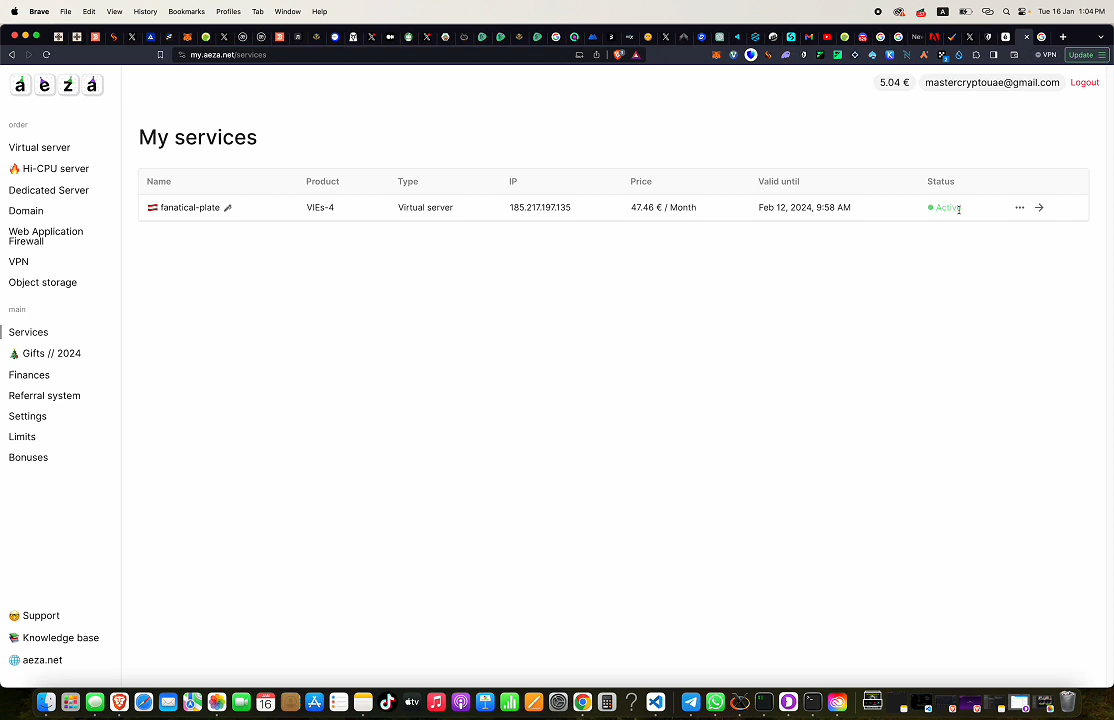 Brave File Edit View History Bookmarks Profiles Tab Window Help
Tue 16 Jan 1:04 PM
my.aeza.net/services
VPN
Update
aeza
5.04 € mastercryptouae@gmail.com Logout
order
Virtual server
Hi-CPU server
Dedicated Server
Domain
Web Application
Firewall
VPN
Object storage
main
Services
Gifts // 2024
Finances
Referral system
Settings
Limits
Bonuses
Support
Knowledge base
aeza.net
My services
Name Product Type IP Price Valid until Status
fanatical-plate VIEs-4 Virtual server 185.217.197.135 47.46 € / Month Feb 12, 2024, 9:58 AM Active
JAN
16
tv